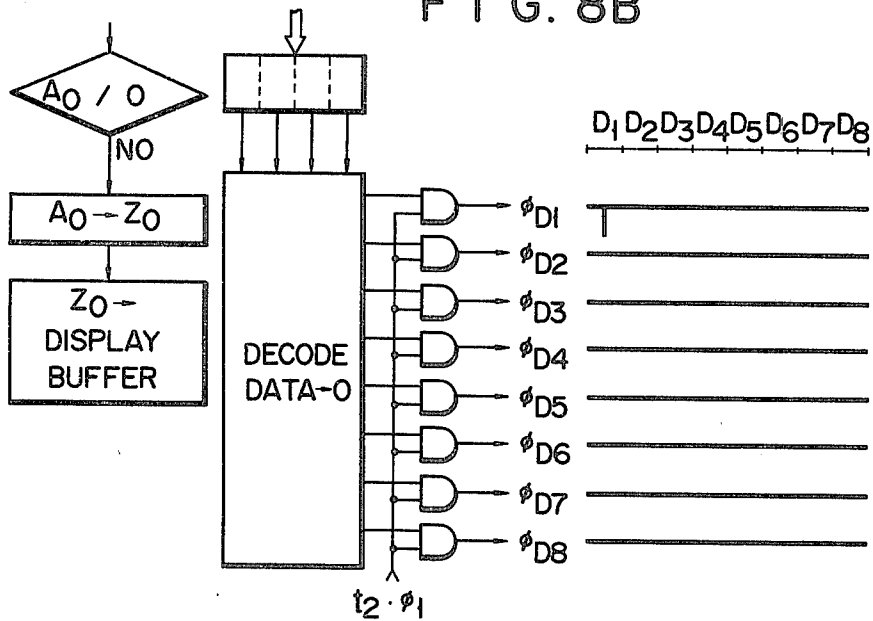 FIG. 8B
A0 / 0
NO
A0→Z0
Z0→
DISPLAY
BUFFER
DECODE
DATA→0
t2·φ1
φD1
φD2
φD3
φD4
φD5
φD6
φD7
φD8
D1 D2 D3 D4 D5 D6 D7 D8